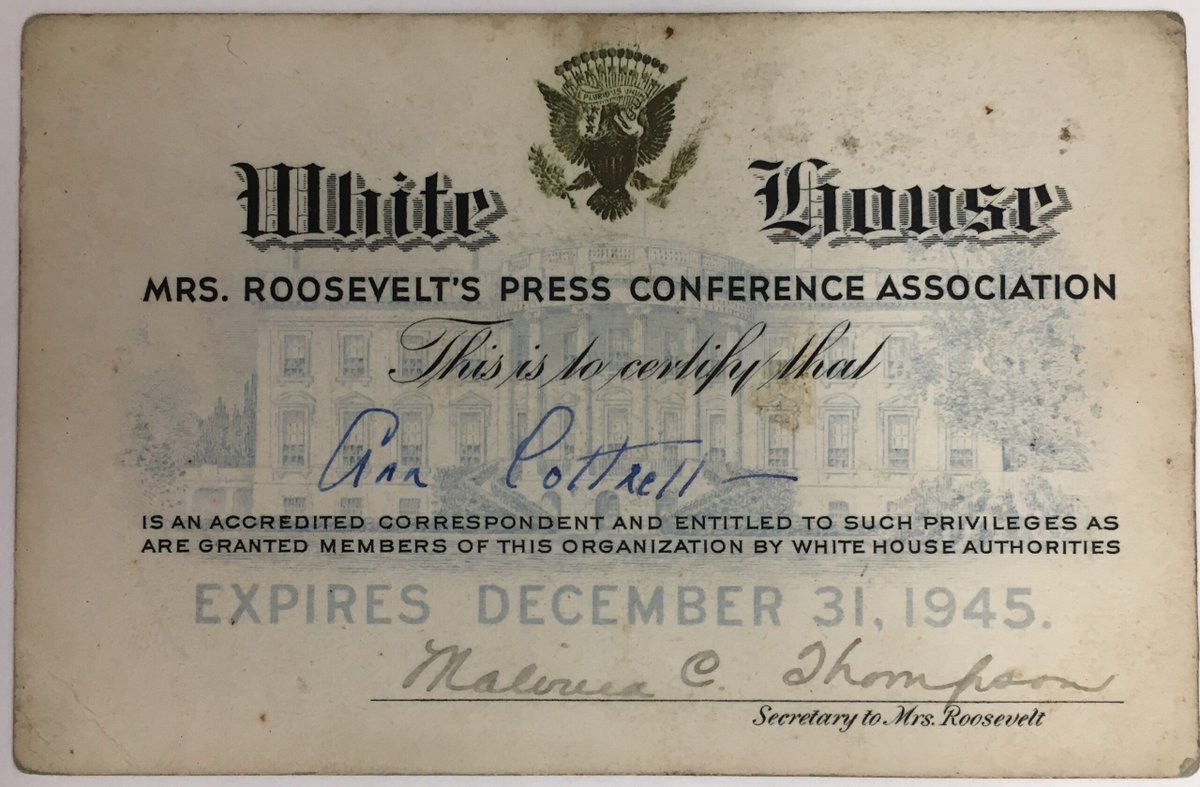 E PLURIBUS UNUM
White House
MRS. ROOSEVELT'S PRESS CONFERENCE ASSOCIATION
This is to certify that
Ann Cottrell
IS AN ACCREDITED CORRESPONDENT AND ENTITLED TO SUCH PRIVILEGES AS
ARE GRANTED MEMBERS OF THIS ORGANIZATION BY WHITE HOUSE AUTHORITIES
EXPIRES DECEMBER 31, 1945.
Malvina C. Thompson
Secretary to Mrs. Roosevelt